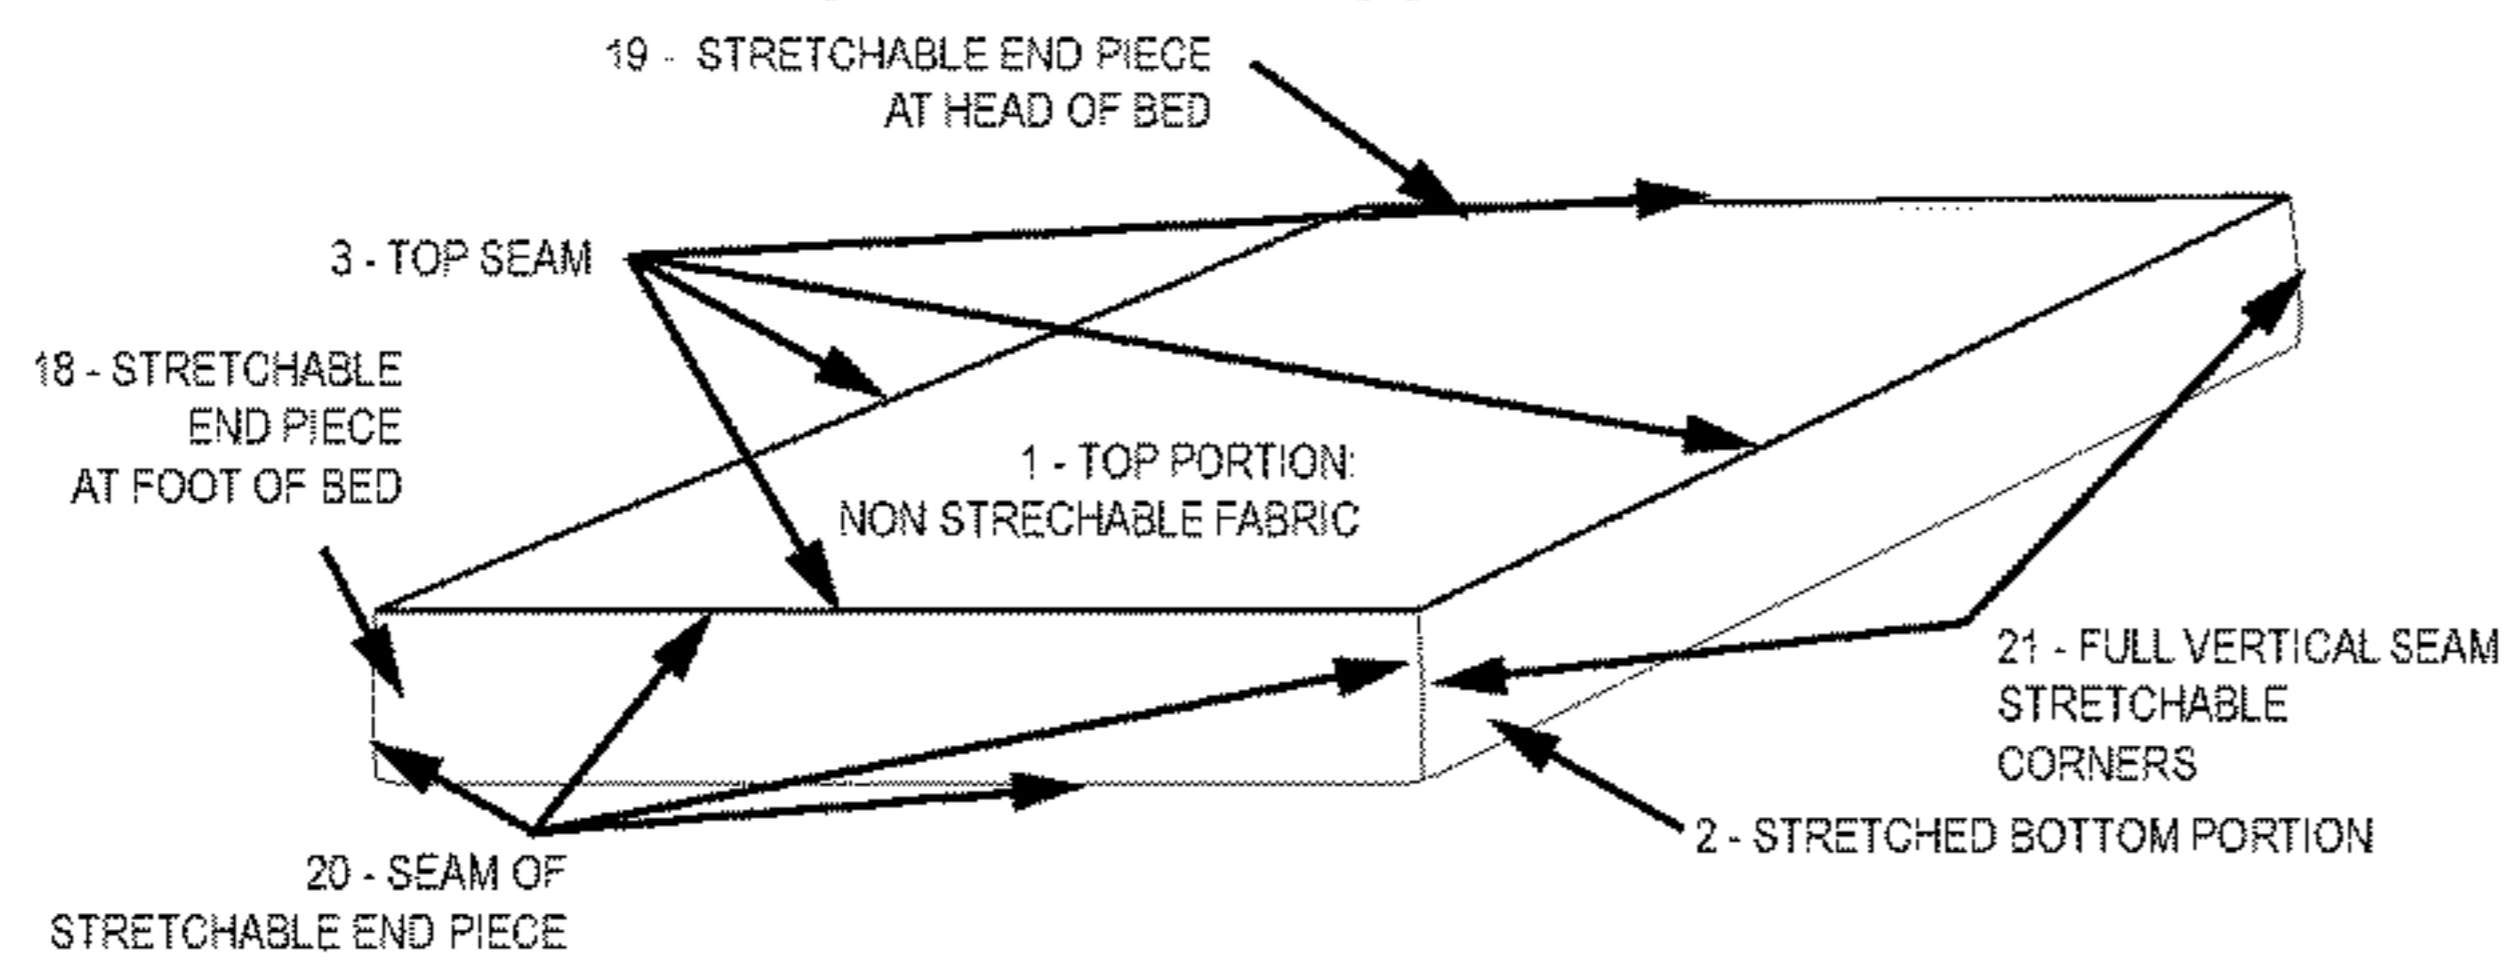 19 - STRETCHABLE END PIECE
AT HEAD OF BED
3 - TOP SEAM
18 - STRETCHABLE
END PIECE
AT FOOT OF BED
1 - TOP PORTION:
NON STRECHABLE FABRIC
21 - FULL VERTICAL SEAM
STRETCHABLE
CORNERS
2 - STRETCHED BOTTOM PORTION
20 - SEAM OF
STRETCHABLE END PIECE